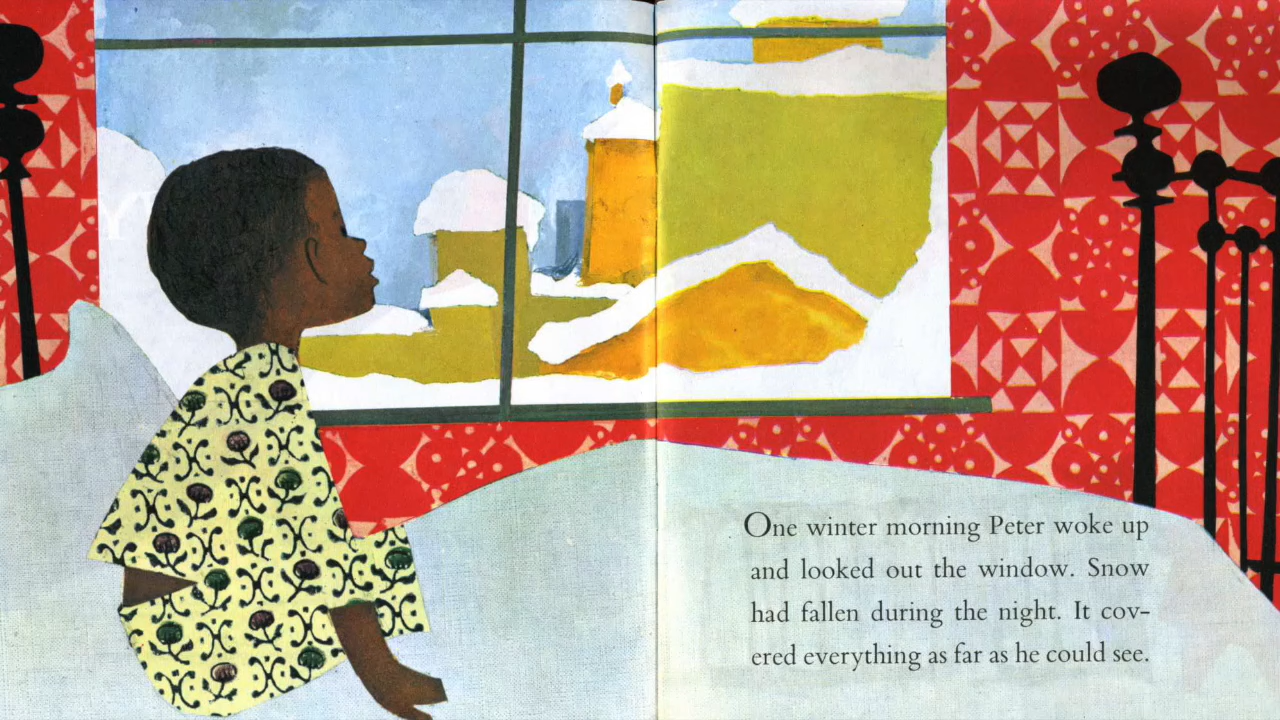 One winter morning Peter woke up
and looked out the window. Snow
had fallen during the night. It cov-
ered everything as far as he could see.